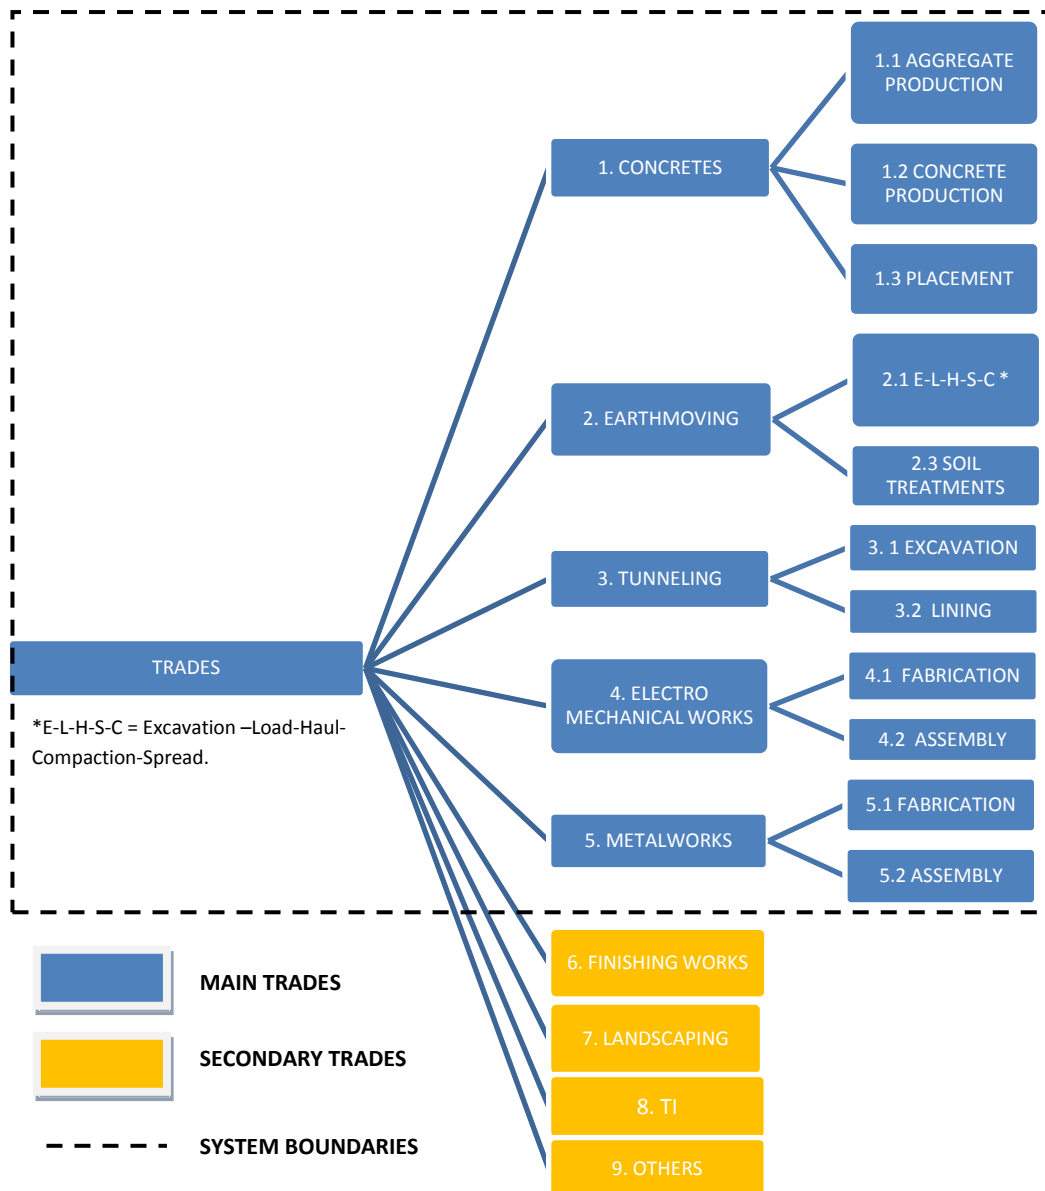 1.1 AGGREGATE
PRODUCTION
1. CONCRETES
1.2 CONCRETE
PRODUCTION
1.3 PLACEMENT
2.1 E-L-H-S-C *
2. EARTHMOVING
2.3 SOIL
TREATMENTS
3. 1 EXCAVATION
3. TUNNELING
3.2 LINING
TRADES
4.1 FABRICATION
4. ELECTRO
MECHANICAL WORKS
4.2 ASSEMBLY
*E-L-H-S-C = Excavation –Load-Haul-
Compaction-Spread.
5.1 FABRICATION
5. METALWORKS
5.2 ASSEMBLY
6. FINISHING WORKS
7. LANDSCAPING
8. TI
9. OTHERS
MAIN TRADES
SECONDARY TRADES
SYSTEM BOUNDARIES